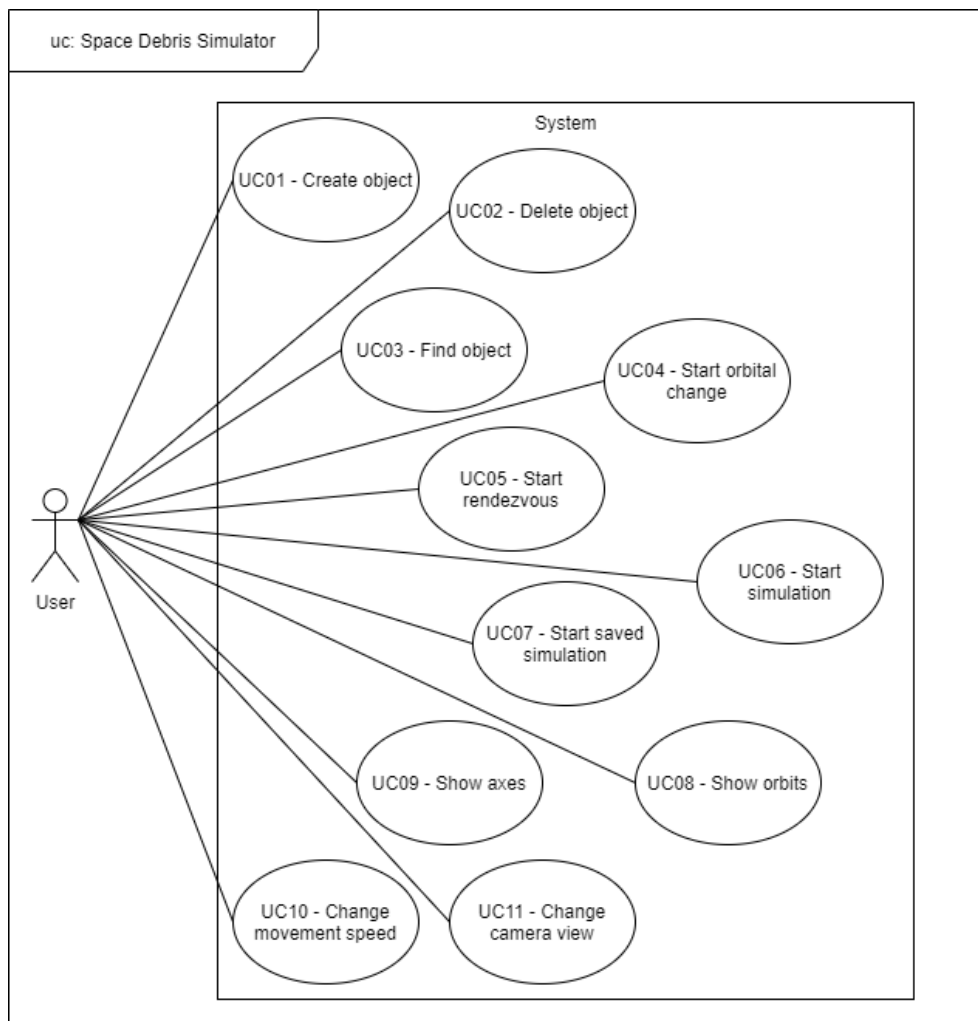 uc: Space Debris Simulator
System
UC01 - Create object
UC02 - Delete object
UC03 - Find object
UC04 - Start orbital
change
UC05 - Start
rendezvous
User
UC06 - Start
simulation
UC07 - Start saved
simulation
UC09 - Show axes
UC08 - Show orbits
UC10 - Change
movement speed
UC11 - Change
camera view